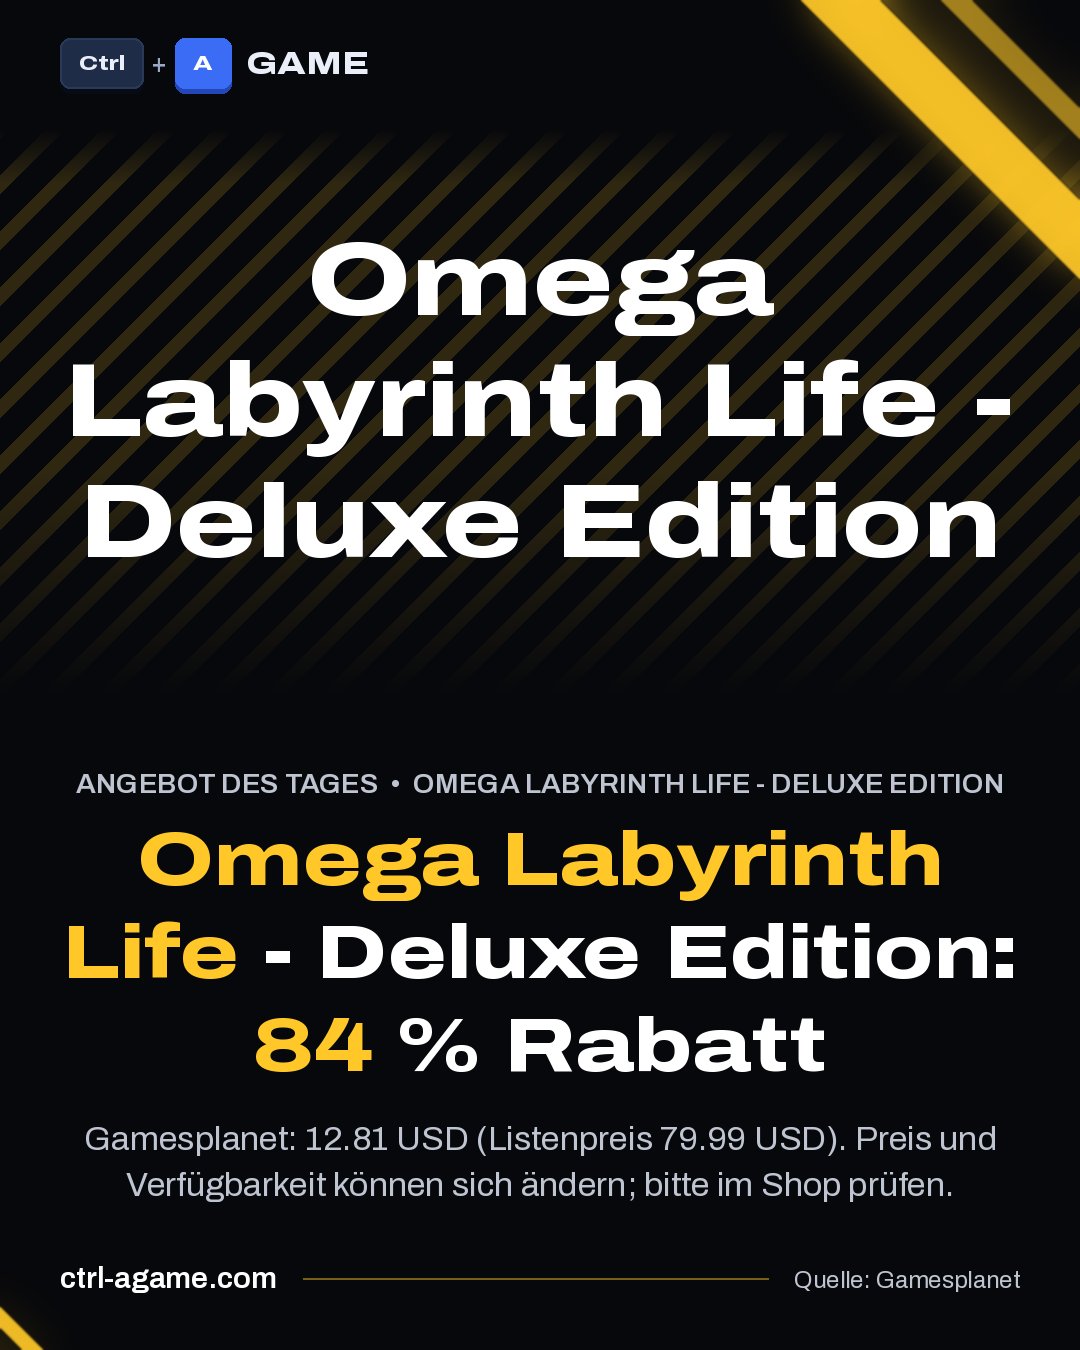 Ctrl + A GAME
Omega
Labyrinth Life -
Deluxe Edition
ANGEBOT DES TAGES • OMEGA LABYRINTH LIFE - DELUXE EDITION
Omega Labyrinth
Life - Deluxe Edition:
84 % Rabatt
Gamesplanet: 12.81 USD (Listenpreis 79.99 USD). Preis und
Verfügbarkeit können sich ändern; bitte im Shop prüfen.
ctrl-agame.com
Quelle: Gamesplanet